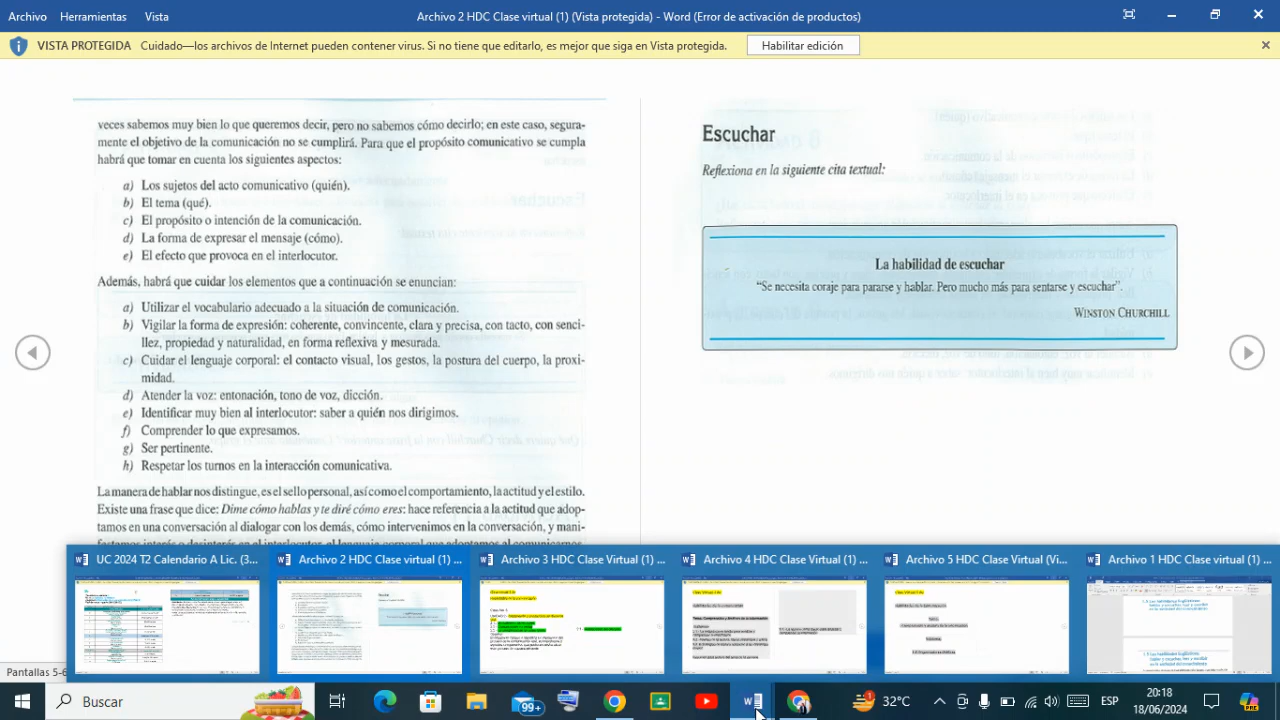 Archivo Herramientas Vista Archivo 2 HDC Clase virtual (1) (Vista protegida) - Word (Error de activación de productos)
VISTA PROTEGIDA Cuidado—los archivos de Internet pueden contener virus. Si no tiene que editarlo, es mejor que siga en Vista protegida. Habilitar edición
veces sabemos muy bien lo que queremos decir, pero no sabemos cómo decirlo; en este caso, segura-
mente el objetivo de la comunicación no se cumplirá. Para que el propósito comunicativo se cumpla
habrá que tomar en cuenta los siguientes aspectos:
a) Los sujetos del acto comunicativo (quién).
b) El tema (qué).
c) El propósito o intención de la comunicación.
d) La forma de expresar el mensaje (cómo).
e) El efecto que provoca en el interlocutor.
Además, habrá que cuidar los elementos que a continuación se enuncian:
a) Utilizar el vocabulario adecuado a la situación de comunicación.
b) Vigilar la forma de expresión: coherente, convincente, clara y precisa, con tacto, con senci-
llez, propiedad y naturalidad, en forma reflexiva y mesurada.
c) Cuidar el lenguaje corporal: el contacto visual, los gestos, la postura del cuerpo, la proxi-
midad.
d) Atender la voz: entonación, tono de voz, dicción.
e) Identificar muy bien al interlocutor: saber a quién nos dirigimos.
f) Comprender lo que expresamos.
g) Ser pertinente.
h) Respetar los turnos en la interacción comunicativa.
La manera de hablar nos distingue, es el sello personal, así como el comportamiento, la actitud y el estilo.
Existe una frase que dice: Dime cómo hablas y te diré cómo eres: hace referencia a la actitud que adop-
tamos en una conversación al dialogar con los demás, cómo intervenimos en la conversación, y mani-
Escuchar
Reflexiona en la siguiente cita textual:
La habilidad de escuchar
“Se necesita coraje para pararse y hablar. Pero mucho más para sentarse y escuchar”.
WINSTON CHURCHILL
UC 2024 T2 Calendario A Lic. (3... Archivo 2 HDC Clase virtual (1) ... Archivo 3 HDC Clase Virtual (1) ... Archivo 4 HDC Clase Virtual (1) ... Archivo 5 HDC Clase Virtual (Vi... Archivo 1 HDC Clase virtual (1) ...
Pantallas 5-6
Buscar 99+ 1 32°C ESP 20:18
18/06/2024 PRE